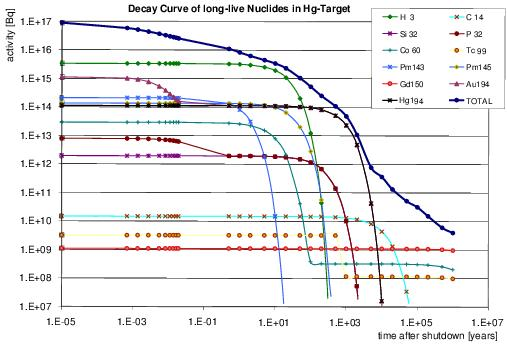 Decay Curve of long-live Nuclides in Hg-Target
activity [Bq]
H 3 C 14
Si 32 P 32
Co 60 Tc 99
Pm143 Pm145
Gd150 Au194
Hg194 TOTAL
1.E+17
1.E+16
1.E+15
1.E+14
1.E+13
1.E+12
1.E+11
1.E+10
1.E+09
1.E+08
1.E+07
1.E-05 1.E-03 1.E-01 1.E+01 1.E+03 1.E+05 1.E+07
time after shutdown [years]